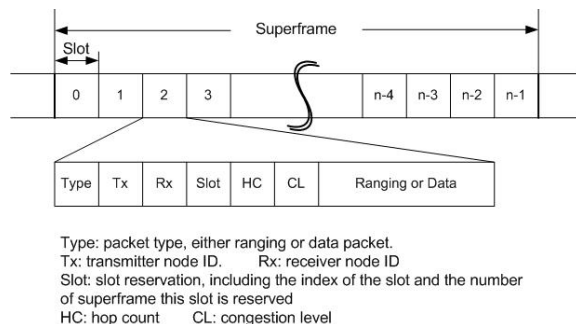 Superframe
Slot
0 1 2 3 n-4 n-3 n-2 n-1
Type Tx Rx Slot HC CL Ranging or Data
Type: packet type, either ranging or data packet.
Tx: transmitter node ID. Rx: receiver node ID
Slot: slot reservation, including the index of the slot and the number
of superframe this slot is reserved
HC: hop count CL: congestion level